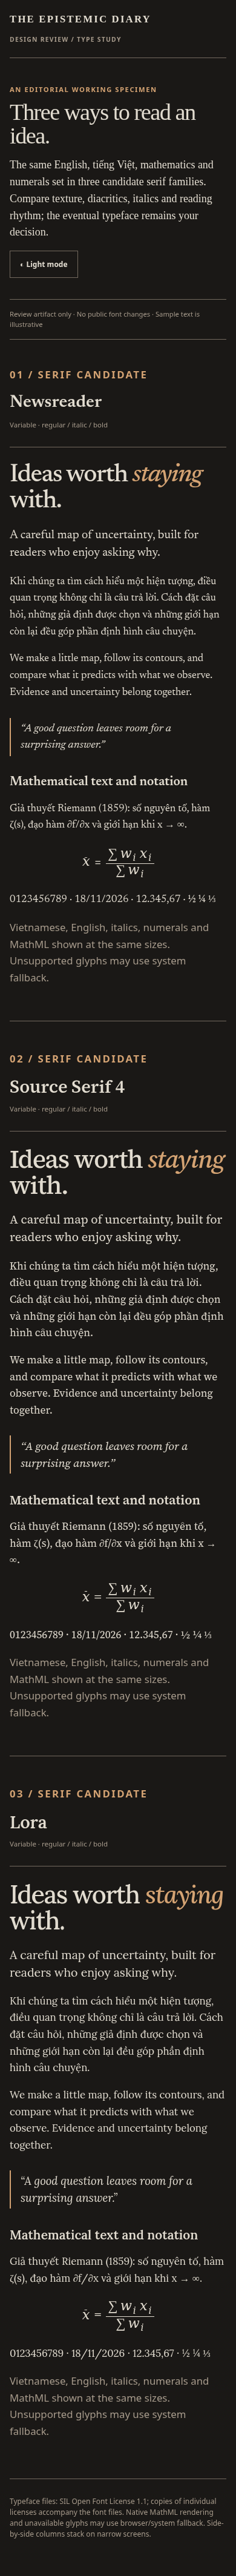 THE EPISTEMIC DIARY
DESIGN REVIEW / TYPE STUDY
AN EDITORIAL WORKING SPECIMEN
Three ways to read an
idea.
The same English, tiếng Việt, mathematics and
numerals set in three candidate serif families.
Compare texture, diacritics, italics and reading
rhythm; the eventual typeface remains your
decision.
Light mode
Review artifact only · No public font changes · Sample text is
illustrative
01 / SERIF CANDIDATE
Newsreader
Variable · regular / italic / bold
Ideas worth staying
with.
A careful map of uncertainty, built for
readers who enjoy asking why.
Khi chúng ta tìm cách hiểu một hiện tượng, điều
quan trọng không chỉ là câu trả lời. Cách đặt câu
hỏi, những giả định được chọn và những giới hạn
còn lại đều góp phần định hình câu chuyện.
We make a little map, follow its contours, and
compare what it predicts with what we observe.
Evidence and uncertainty belong together.
“A good question leaves room for a
surprising answer.”
Mathematical text and notation
Giả thuyết Riemann (1859): số nguyên tố, hàm
ζ(s), đạo hàm ∂f/∂x và giới hạn khi x → ∞.
x̄ = ∑ wᵢ xᵢ / ∑ wᵢ
0123456789 · 18/11/2026 · 12.345,67 · ½ ¼ ⅓
Vietnamese, English, italics, numerals and
MathML shown at the same sizes.
Unsupported glyphs may use system
fallback.
02 / SERIF CANDIDATE
Source Serif 4
Variable · regular / italic / bold
Ideas worth staying
with.
A careful map of uncertainty, built for
readers who enjoy asking why.
Khi chúng ta tìm cách hiểu một hiện tượng,
điều quan trọng không chỉ là câu trả lời.
Cách đặt câu hỏi, những giả định được chọn
và những giới hạn còn lại đều góp phần định
hình câu chuyện.
We make a little map, follow its contours,
and compare what it predicts with what we
observe. Evidence and uncertainty belong
together.
“A good question leaves room for a
surprising answer.”
Mathematical text and notation
Giả thuyết Riemann (1859): số nguyên tố,
hàm ζ(s), đạo hàm ∂f/∂x và giới hạn khi x →
∞.
x̄ = ∑ wᵢ xᵢ / ∑ wᵢ
0123456789 · 18/11/2026 · 12.345,67 · ½ ¼ ⅓
Vietnamese, English, italics, numerals and
MathML shown at the same sizes.
Unsupported glyphs may use system
fallback.
03 / SERIF CANDIDATE
Lora
Variable · regular / italic / bold
Ideas worth staying
with.
A careful map of uncertainty, built for
readers who enjoy asking why.
Khi chúng ta tìm cách hiểu một hiện tượng,
điều quan trọng không chỉ là câu trả lời. Cách
đặt câu hỏi, những giả định được chọn và
những giới hạn còn lại đều góp phần định
hình câu chuyện.
We make a little map, follow its contours, and
compare what it predicts with what we
observe. Evidence and uncertainty belong
together.
“A good question leaves room for a
surprising answer.”
Mathematical text and notation
Giả thuyết Riemann (1859): số nguyên tố, hàm
ζ(s), đạo hàm ∂f/∂x và giới hạn khi x → ∞.
x̄ = ∑ wᵢ xᵢ / ∑ wᵢ
0123456789 · 18/11/2026 · 12.345,67 · ½ ¼ ⅓
Vietnamese, English, italics, numerals and
MathML shown at the same sizes.
Unsupported glyphs may use system
fallback.
Typeface files: SIL Open Font License 1.1; copies of individual
licenses accompany the font files. Native MathML rendering
and unavailable glyphs may use browser/system fallback. Side-
by-side columns stack on narrow screens.